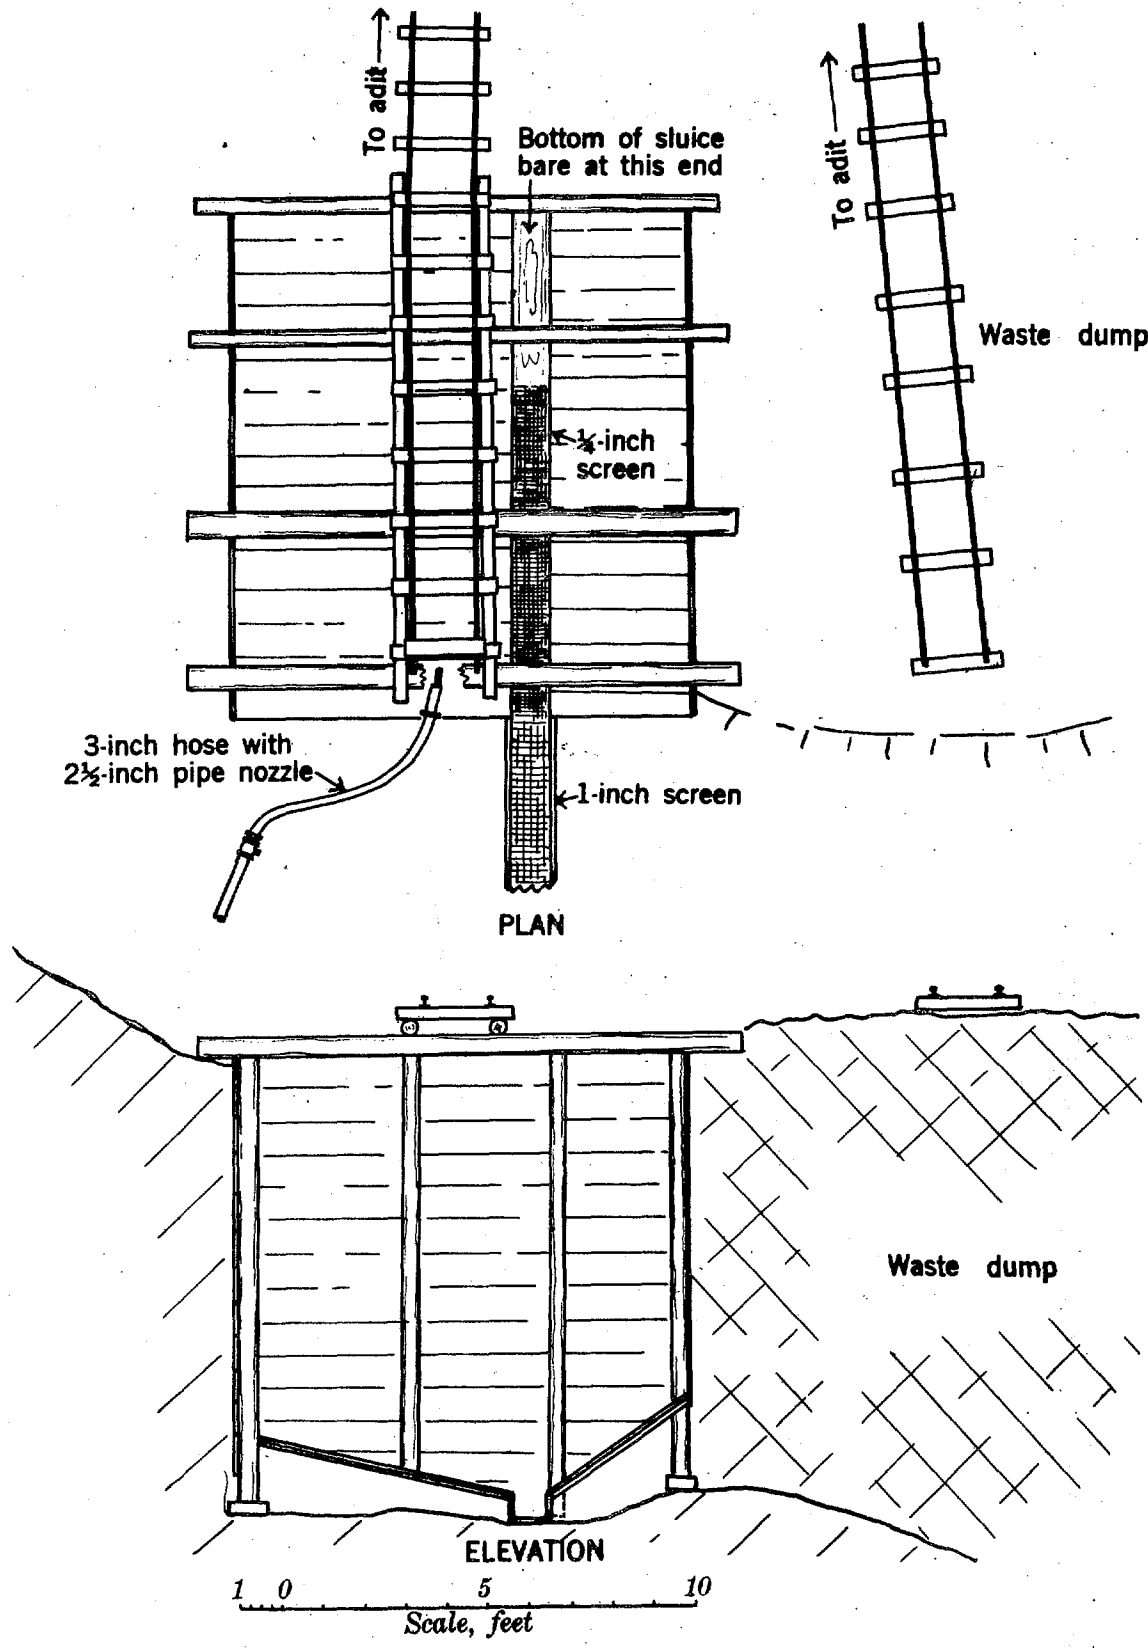 To adit
Bottom of sluice
bare at this end
To adit
Waste dump
¼-inch
screen
3-inch hose with
2½-inch pipe nozzle
1-inch screen
PLAN
Waste dump
ELEVATION
1 0 5 10
Scale, feet